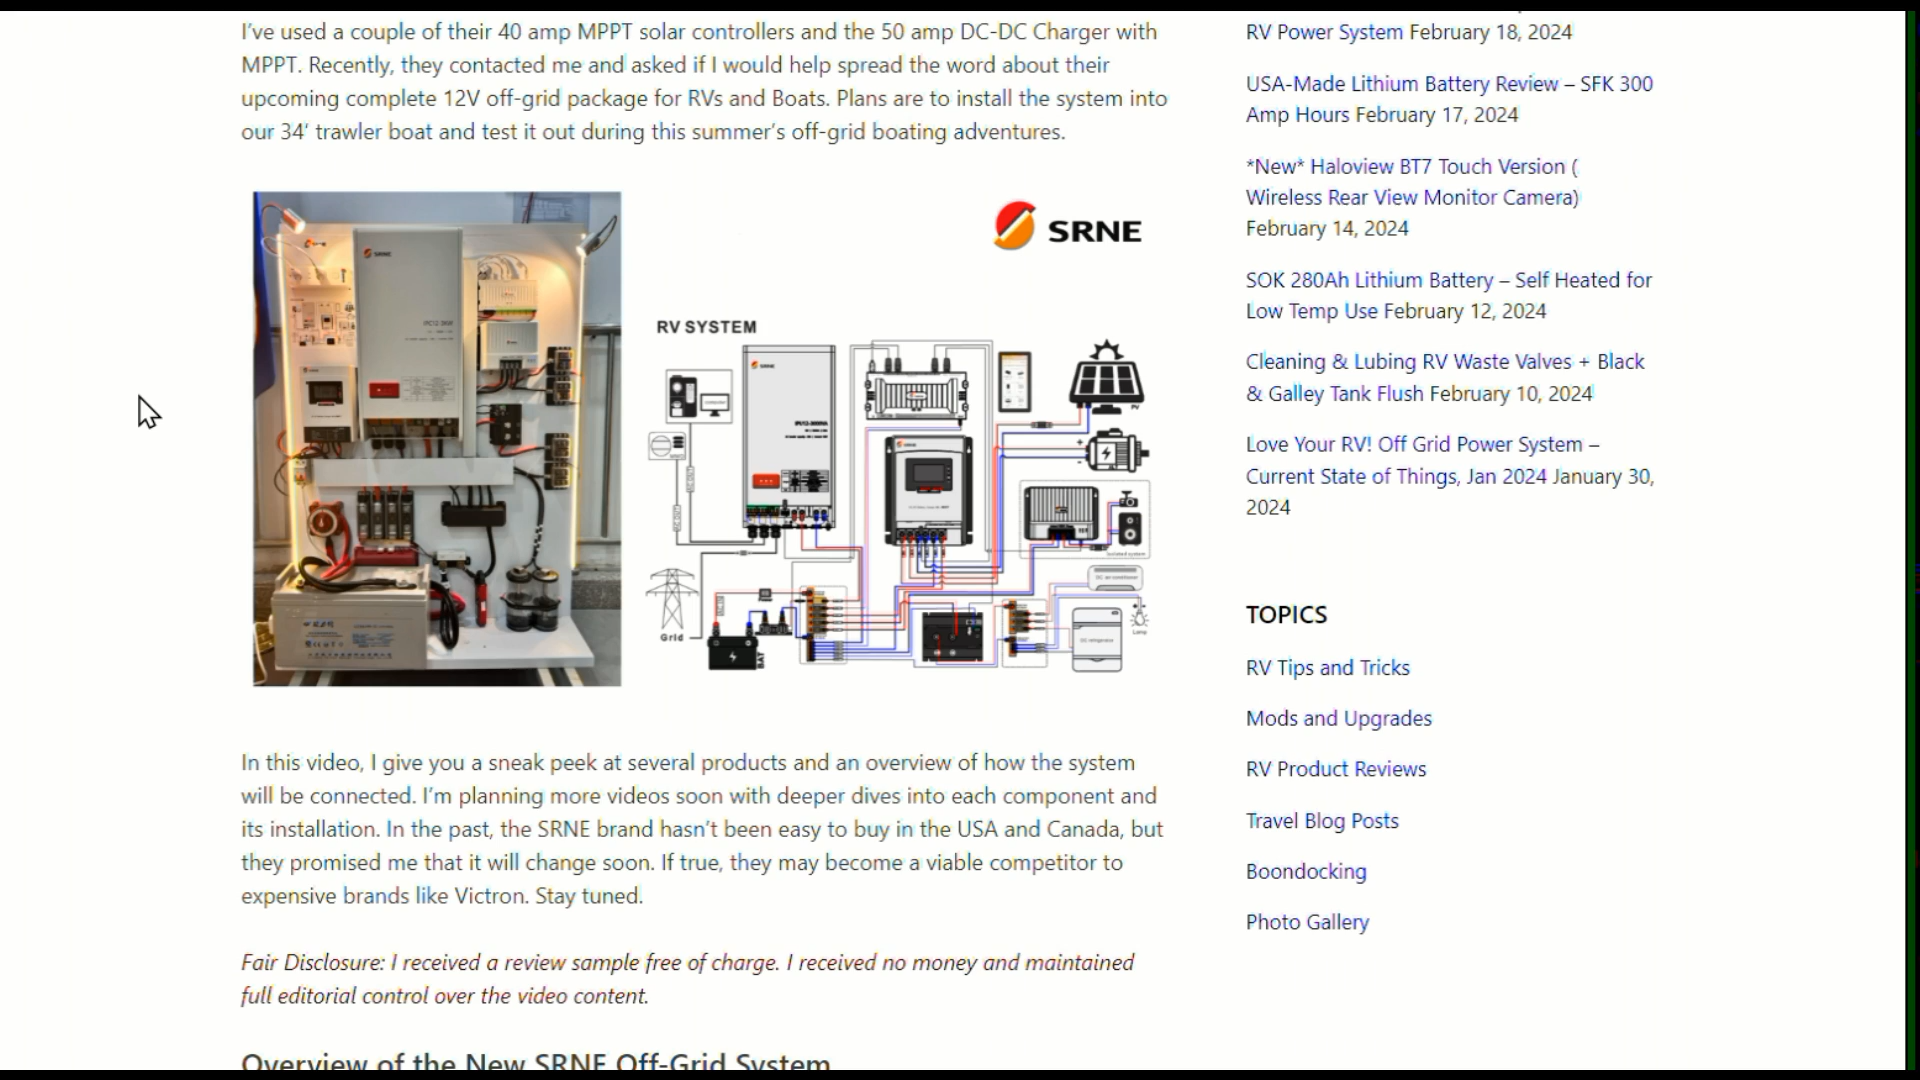 I've used a couple of their 40 amp MPPT solar controllers and the 50 amp DC-DC Charger with
MPPT. Recently, they contacted me and asked if I would help spread the word about their
upcoming complete 12V off-grid package for RVs and Boats. Plans are to install the system into
our 34' trawler boat and test it out during this summer's off-grid boating adventures.
SRNE
SRNE
RV SYSTEM
SRNE
PV
Isolated system
DC air conditioner
Lamp
DC refrigerator
Grid
BAT
In this video, I give you a sneak peek at several products and an overview of how the system
will be connected. I'm planning more videos soon with deeper dives into each component and
its installation. In the past, the SRNE brand hasn't been easy to buy in the USA and Canada, but
they promised me that it will change soon. If true, they may become a viable competitor to
expensive brands like Victron. Stay tuned.
Fair Disclosure: I received a review sample free of charge. I received no money and maintained
full editorial control over the video content.
Overview of the New SRNE Off-Grid System
RV Power System February 18, 2024
USA-Made Lithium Battery Review – SFK 300
Amp Hours February 17, 2024
*New* Haloview BT7 Touch Version (
Wireless Rear View Monitor Camera)
February 14, 2024
SOK 280Ah Lithium Battery – Self Heated for
Low Temp Use February 12, 2024
Cleaning & Lubing RV Waste Valves + Black
& Galley Tank Flush February 10, 2024
Love Your RV! Off Grid Power System –
Current State of Things, Jan 2024 January 30,
2024
TOPICS
RV Tips and Tricks
Mods and Upgrades
RV Product Reviews
Travel Blog Posts
Boondocking
Photo Gallery